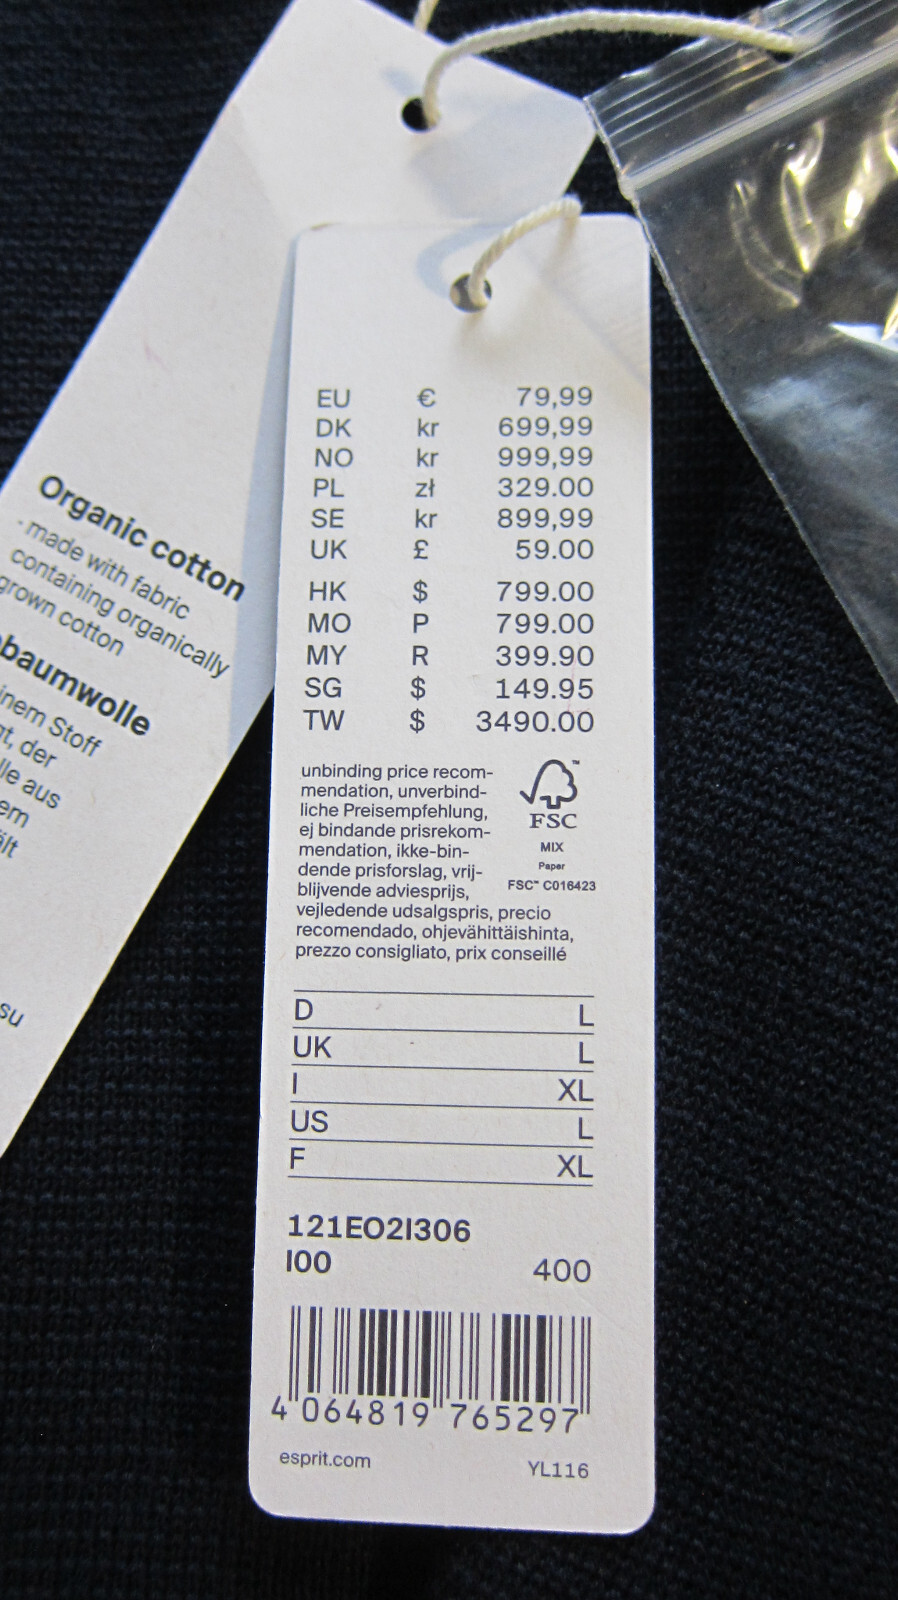 Organic cotton
- made with fabric
containing organically
grown cotton
baumwolle
Stoff
der
aus
su
EU € 79,99
DK kr 699,99
NO kr 999,99
PL zł 329.00
SE kr 899,99
UK £ 59.00
HK $ 799.00
MO P 799.00
MY R 399.90
SG $ 149.95
TW $ 3490.00
unbinding price recom-
mendation, unverbind-
liche Preisempfehlung,
ej bindande prisrekom-
mendation, ikke-bin-
dende prisforslag, vrij-
blijvende adviesprijs,
vejledende udsalgspris, precio
recomendado, ohjevähittäishinta,
prezzo consigliato, prix conseillé
™
FSC
MIX
Paper
FSC™ C016423
D L
UK L
I XL
US L
F XL
121EO2I306
I00 400
4 064819 765297
esprit.com YL116